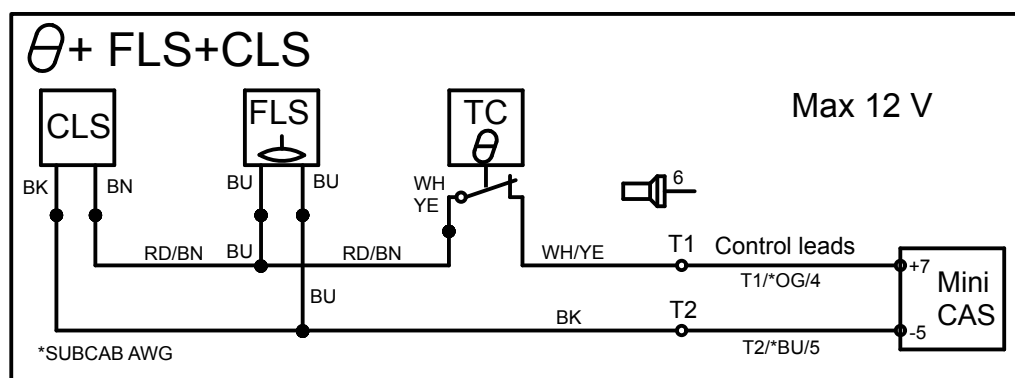 θ+ FLS+CLS
Max 12 V
CLS
FLS
TC
θ
BK
BN
BU
BU
WH
YE
6
RD/BN
BU
RD/BN
WH/YE
T1
Control leads
T1/*OG/4
+7
Mini
CAS
BU
BK
T2
-5
T2/*BU/5
*SUBCAB AWG